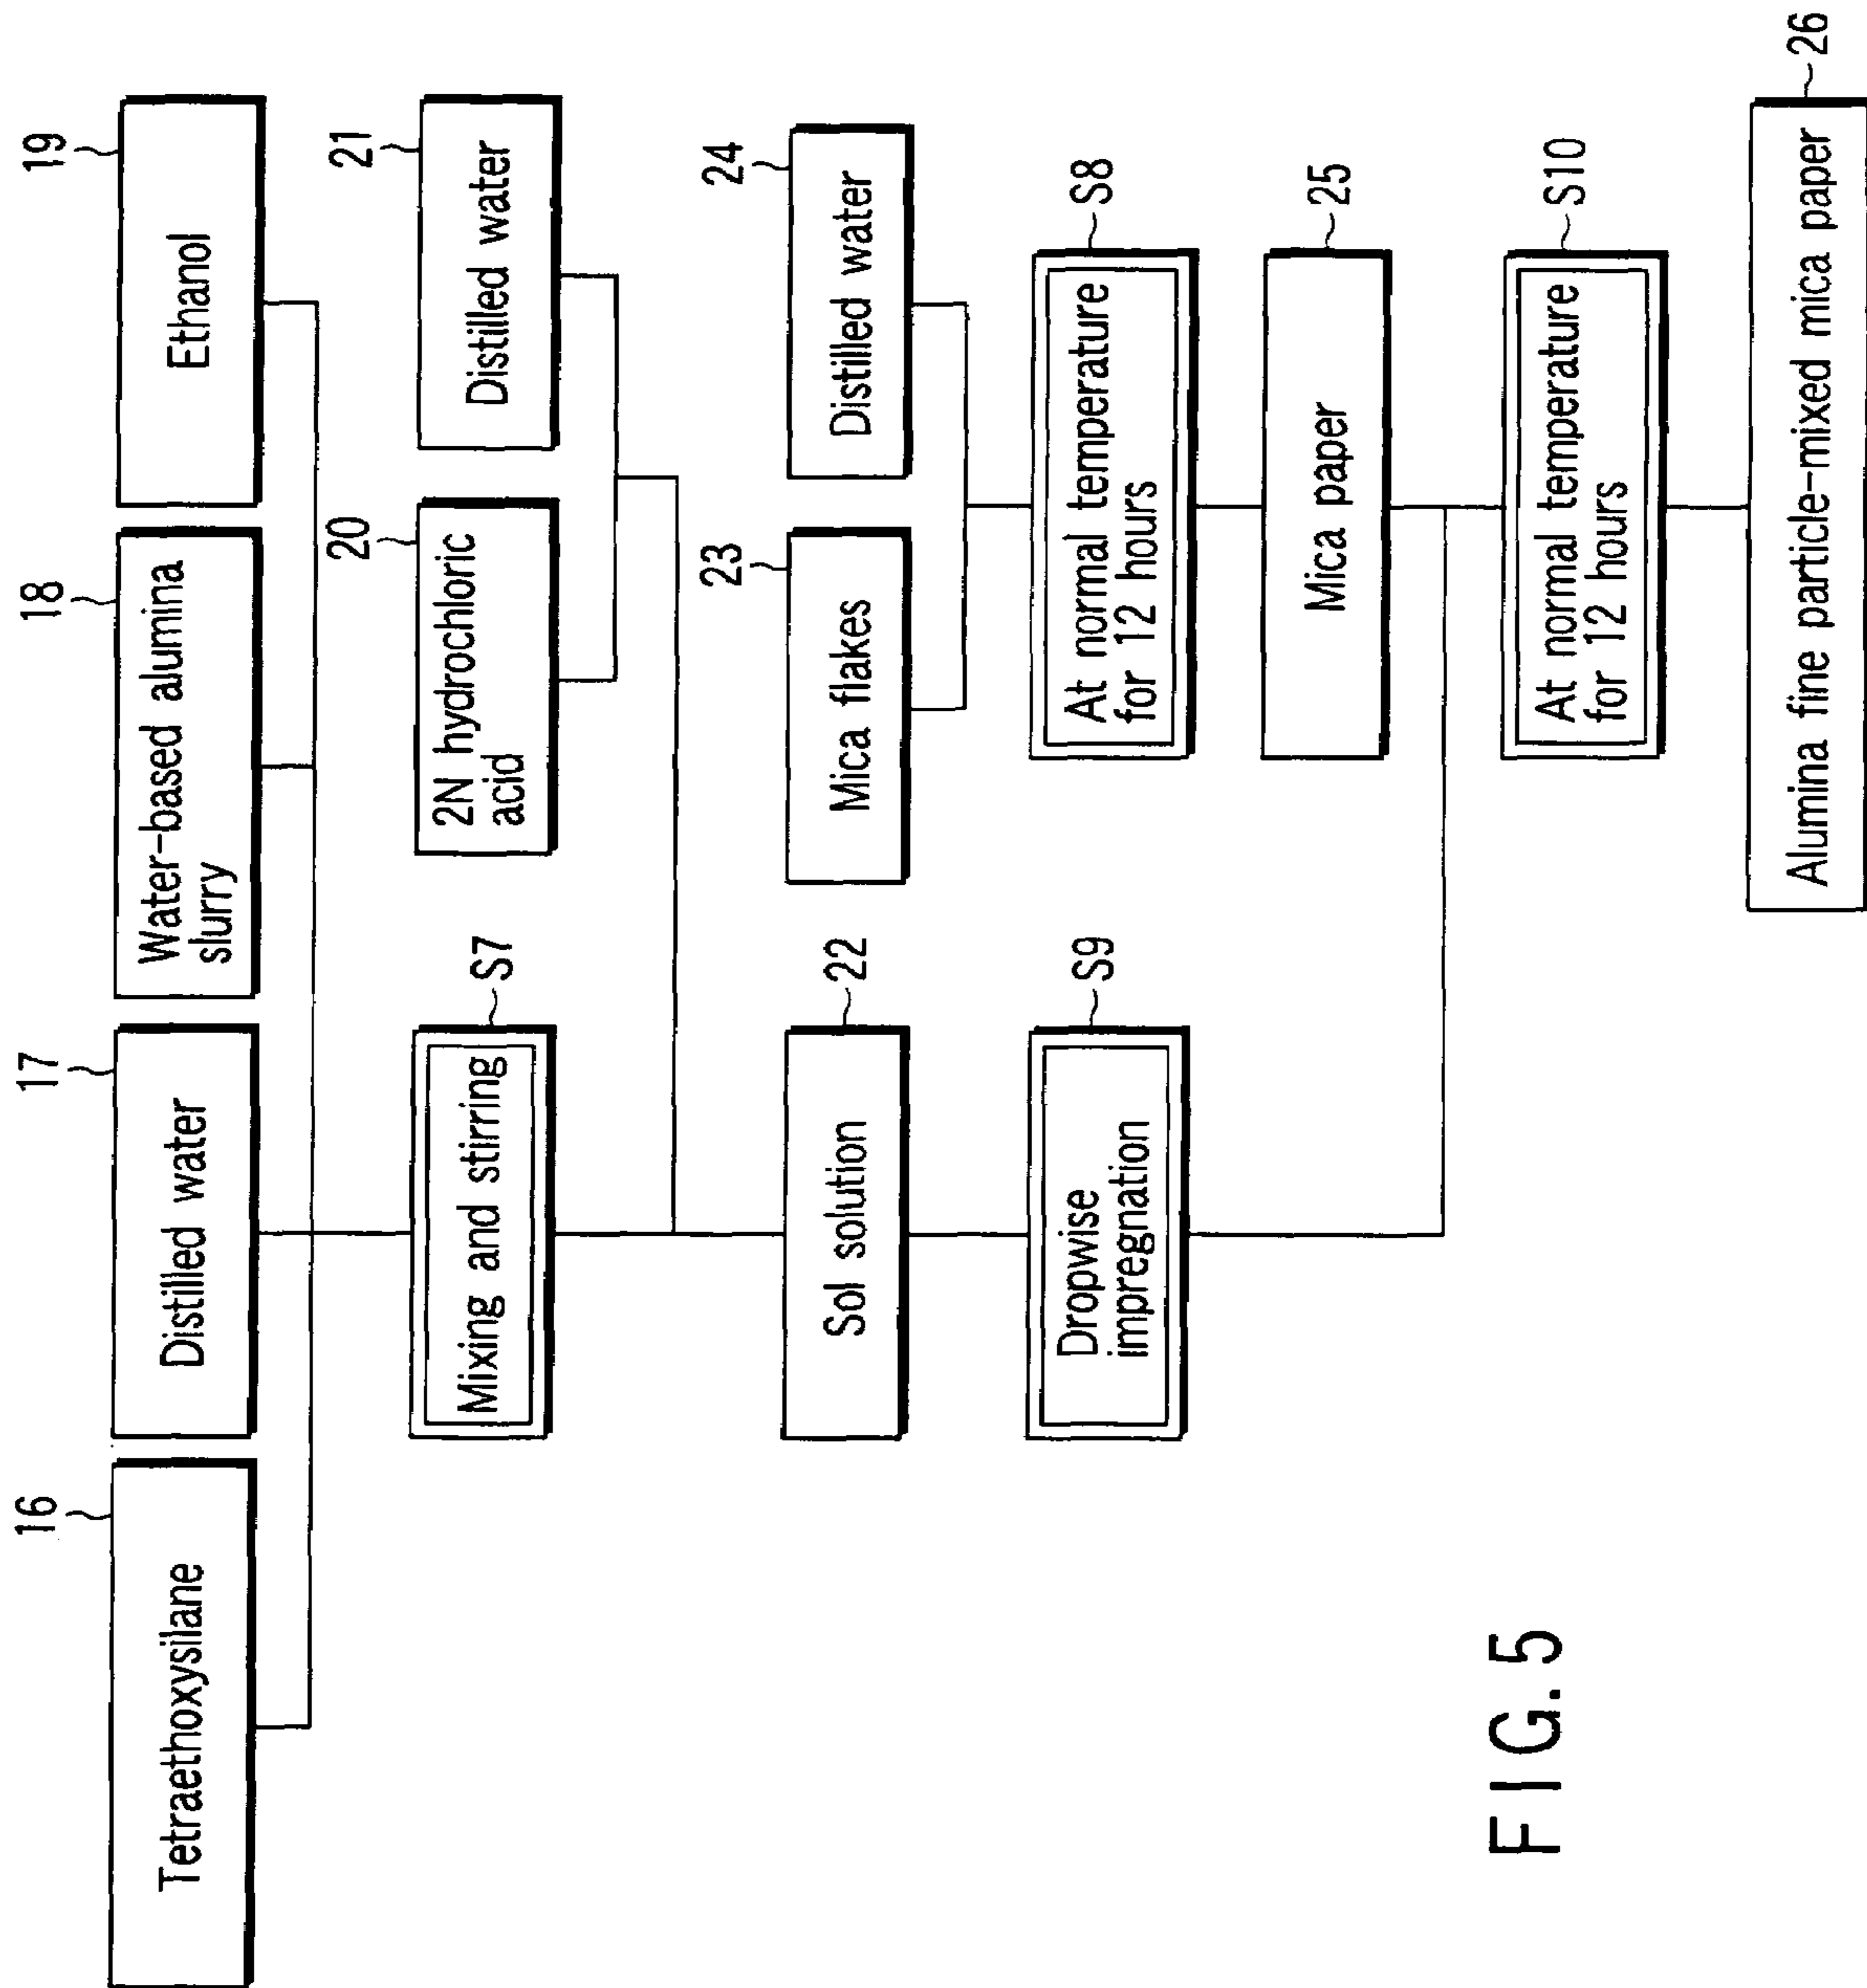 16
17
18
19
Tetraethoxysilane
Distilled water
Water-based alumina
slurry
Ethanol
S7
20
21
Mixing and stirring
2N hydrochloric
acid
Distilled water
22
23
24
Sol solution
Mica flakes
Distilled water
S9
S8
Dropwise
impregnation
At normal temperature
for 12 hours
25
Mica paper
S10
At normal temperature
for 12 hours
26
Alumina fine particle-mixed mica paper
FIG.5